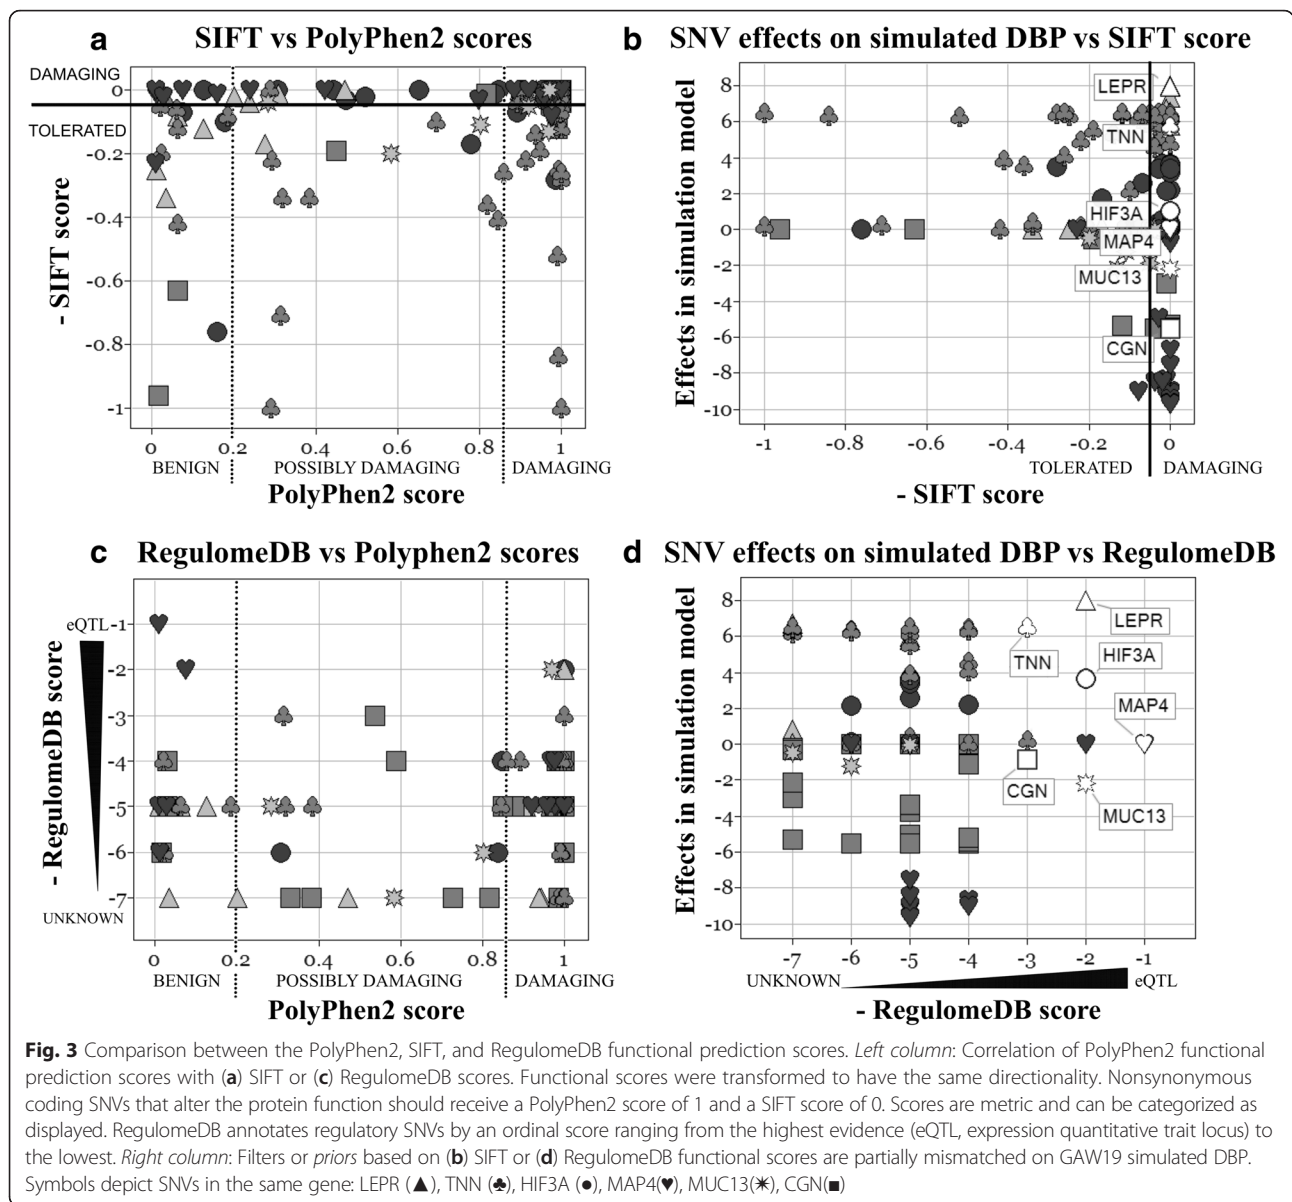 a SIFT vs PolyPhen2 scores
DAMAGING
TOLERATED
0
-0.2
-0.4
-0.6
-0.8
-1
- SIFT score
0 0.2 0.4 0.6 0.8 1
BENIGN POSSIBLY DAMAGING DAMAGING
PolyPhen2 score
b SNV effects on simulated DBP vs SIFT score
Effects in simulation model
8
6
4
2
0
-2
-4
-6
-8
-10
LEPR
TNN
HIF3A
MAP4
MUC13
CGN
-1 -0.8 -0.6 -0.4 -0.2 0
TOLERATED DAMAGING
- SIFT score
c RegulomeDB vs Polyphen2 scores
eQTL
UNKNOWN
- RegulomeDB score
-1
-2
-3
-4
-5
-6
-7
0 0.2 0.4 0.6 0.8 1
BENIGN POSSIBLY DAMAGING DAMAGING
PolyPhen2 score
d SNV effects on simulated DBP vs RegulomeDB
Effects in simulation model
8
6
4
2
0
-2
-4
-6
-8
-10
LEPR
TNN
HIF3A
MAP4
CGN
MUC13
-7 -6 -5 -4 -3 -2 -1
UNKNOWN eQTL
- RegulomeDB score
Fig. 3 Comparison between the PolyPhen2, SIFT, and RegulomeDB functional prediction scores. Left column: Correlation of PolyPhen2 functional
prediction scores with (a) SIFT or (c) RegulomeDB scores. Functional scores were transformed to have the same directionality. Nonsynonymous
coding SNVs that alter the protein function should receive a PolyPhen2 score of 1 and a SIFT score of 0. Scores are metric and can be categorized as
displayed. RegulomeDB annotates regulatory SNVs by an ordinal score ranging from the highest evidence (eQTL, expression quantitative trait locus) to
the lowest. Right column: Filters or priors based on (b) SIFT or (d) RegulomeDB functional scores are partially mismatched on GAW19 simulated DBP.
Symbols depict SNVs in the same gene: LEPR (▲), TNN (♣), HIF3A (●), MAP4(♥), MUC13(✷), CGN(■)